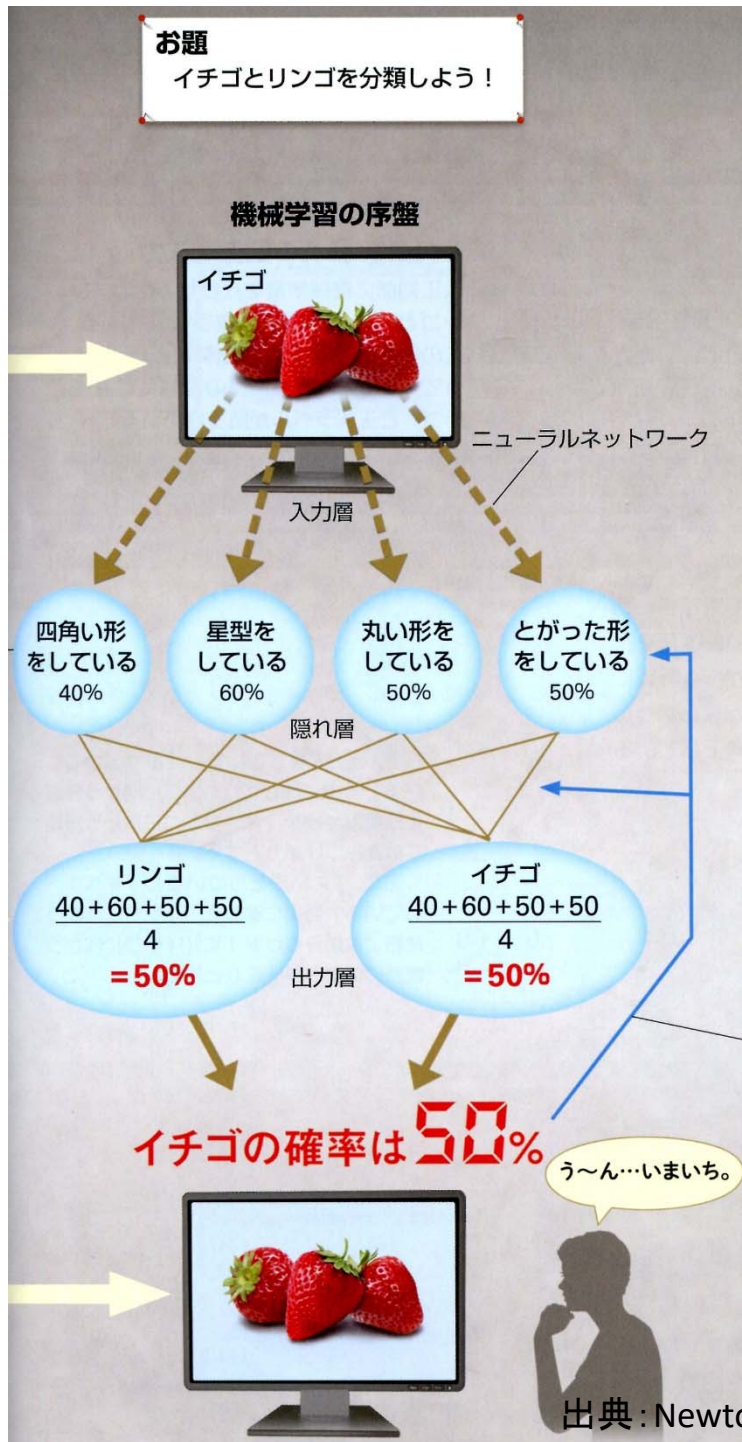 お題
イチゴとリンゴを分類しよう！
機械学習の序盤
イチゴ
ニューラルネットワーク
入力層
四角い形
をしている
40%
星型を
している
60%
丸い形を
している
50%
とがった形
をしている
50%
隠れ層
リンゴ
40+60+50+50
4
=50%
イチゴ
40+60+50+50
4
=50%
出力層
イチゴの確率は50%
う～ん…いまいち。
出典：Newto